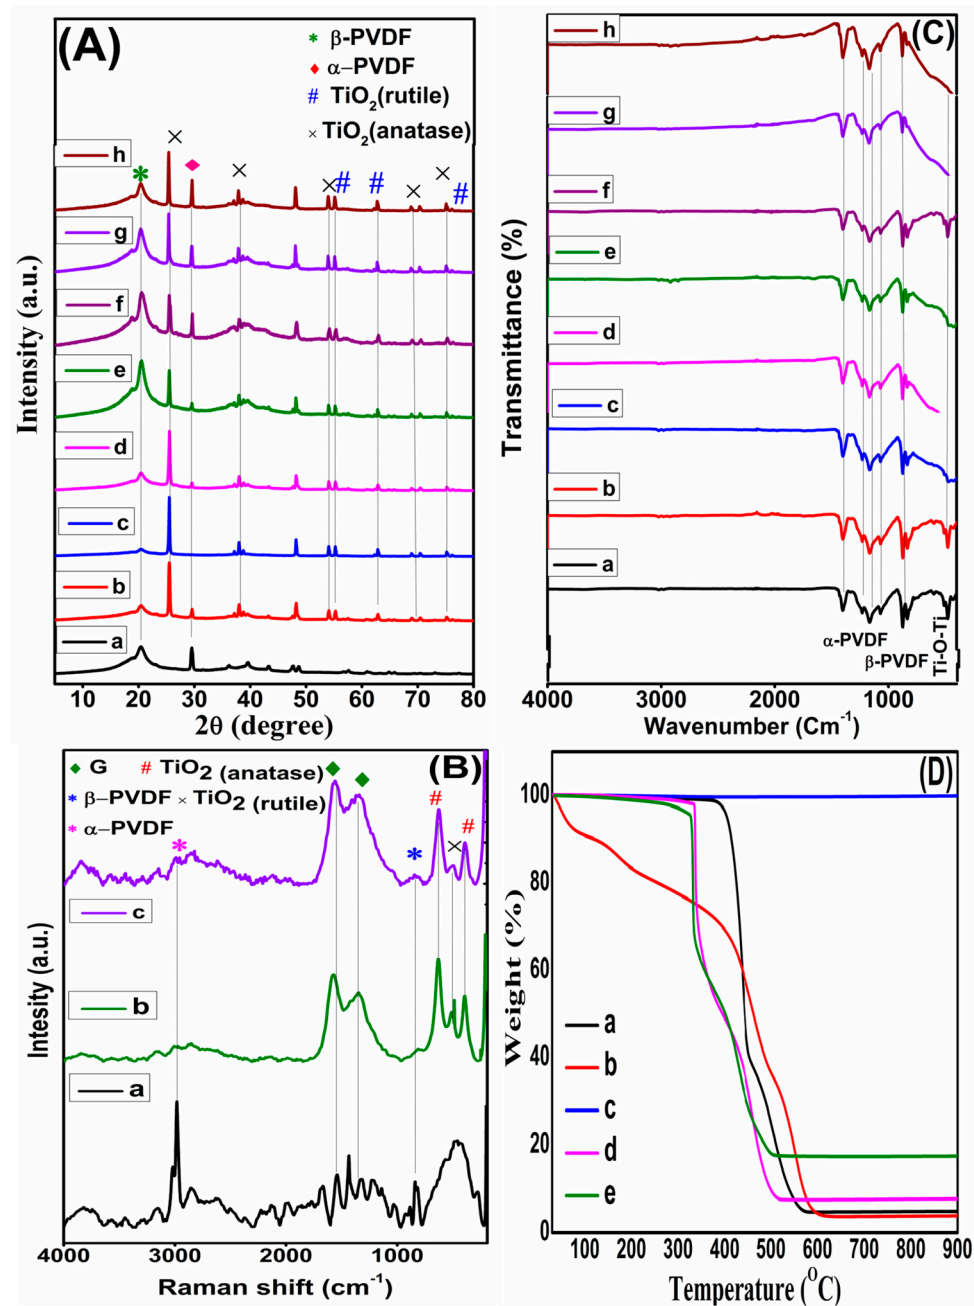 (A)
* β-PVDF
♦ α-PVDF
# TiO2(rutile)
× TiO2(anatase)
h
g
f
e
d
c
b
a
× ♦ * × × # # × × #
Intensity (a.u.)
10 20 30 40 50 60 70 80
2θ (degree)
(C)
h
g
f
e
d
c
b
a
α-PVDF
β-PVDF
Ti-O-Ti
Transmittance (%)
4000 3000 2000 1000
Wavenumber (Cm-1)
(B)
♦ G # TiO2 (anatase)
* β-PVDF × TiO2 (rutile)
* α-PVDF
♦ ♦ # # × * *
c
b
a
Intesity (a.u.)
4000 3000 2000 1000
Raman shift (cm-1)
(D)
100
80
60
40
20
0
a
b
c
d
e
Weight (%)
100 200 300 400 500 600 700 800 900
Temperature (OC)